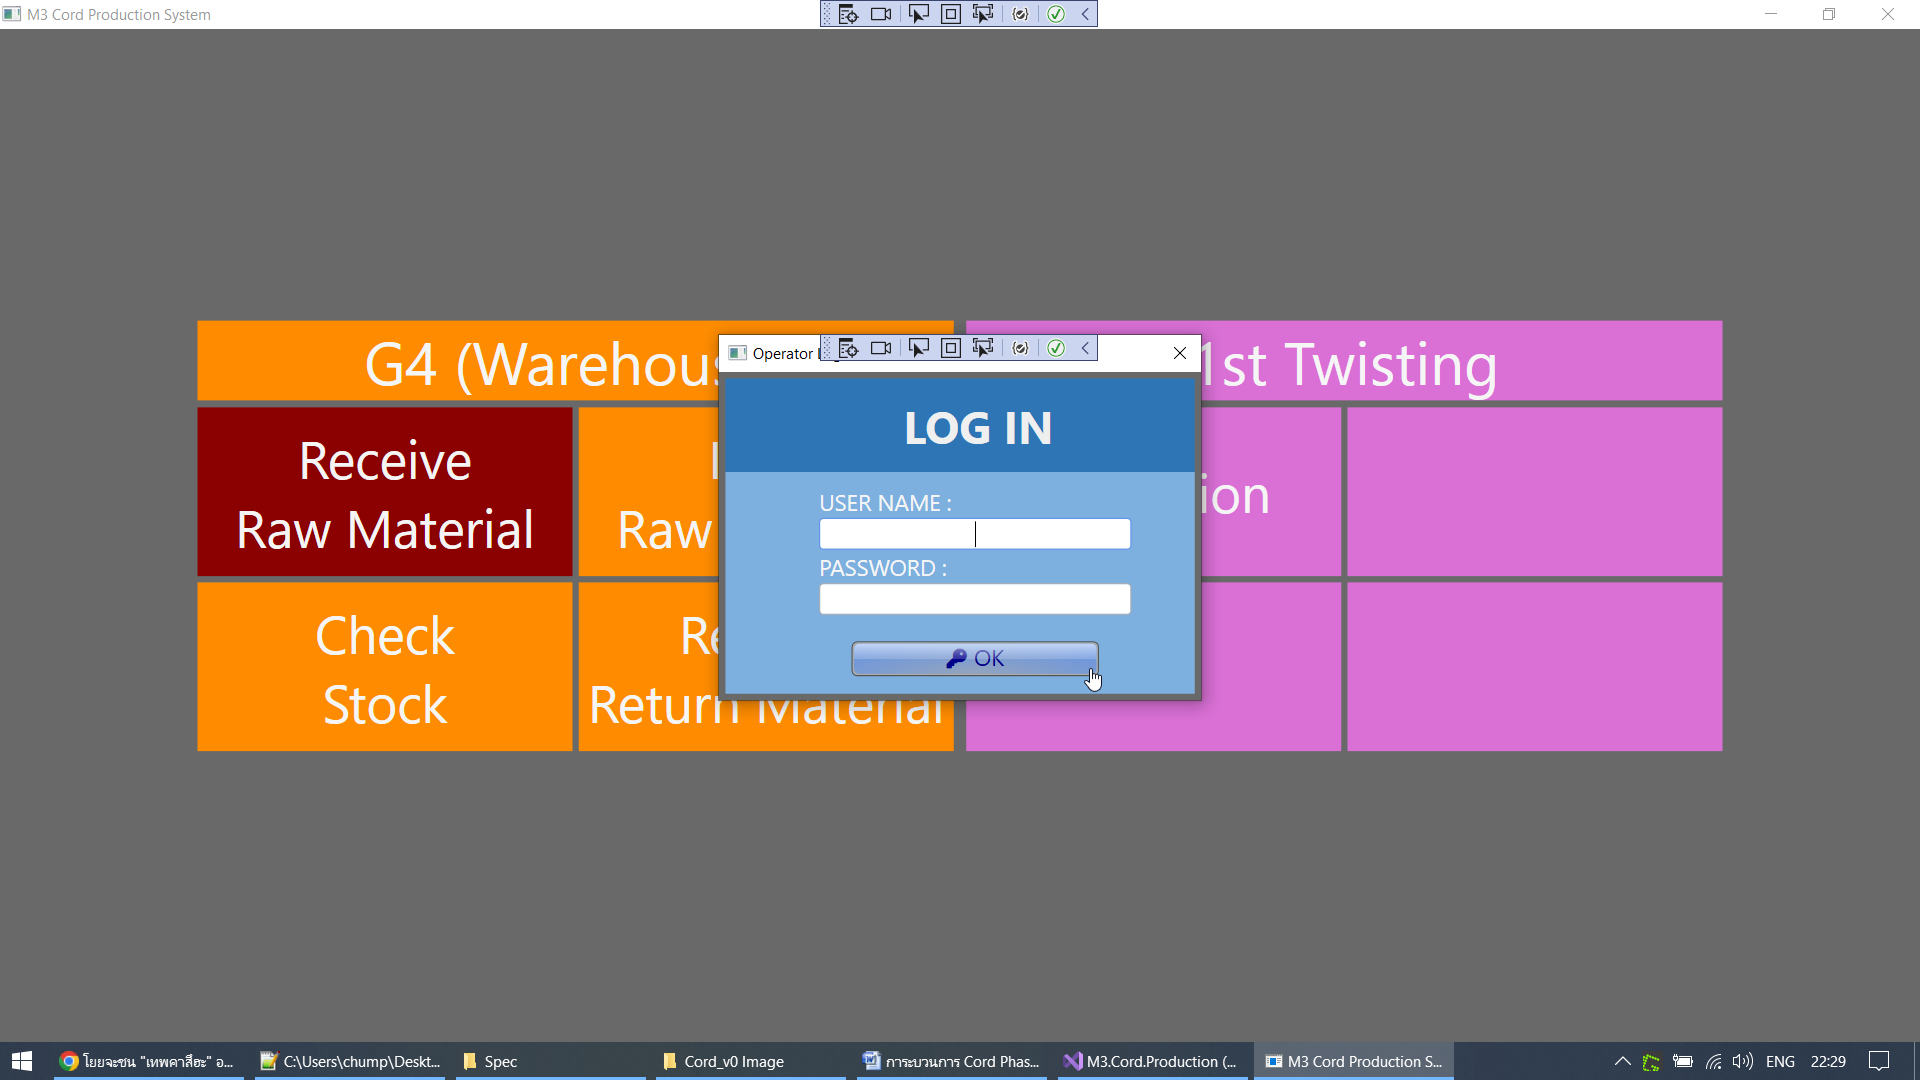 M3 Cord Production System
G4 (Warehous
1st Twisting
Operator
LOG IN
Receive
Raw Material
Raw
ion
USER NAME :
PASSWORD :
OK
Check
Stock
Re
Return Material
โยยจะชน "เทพคาสึฮะ" อ...
C:\Users\chump\Deskt...
Spec
Cord_v0 Image
การะบวนการ Cord Phas...
M3.Cord.Production (...
M3 Cord Production S...
ENG
22:29